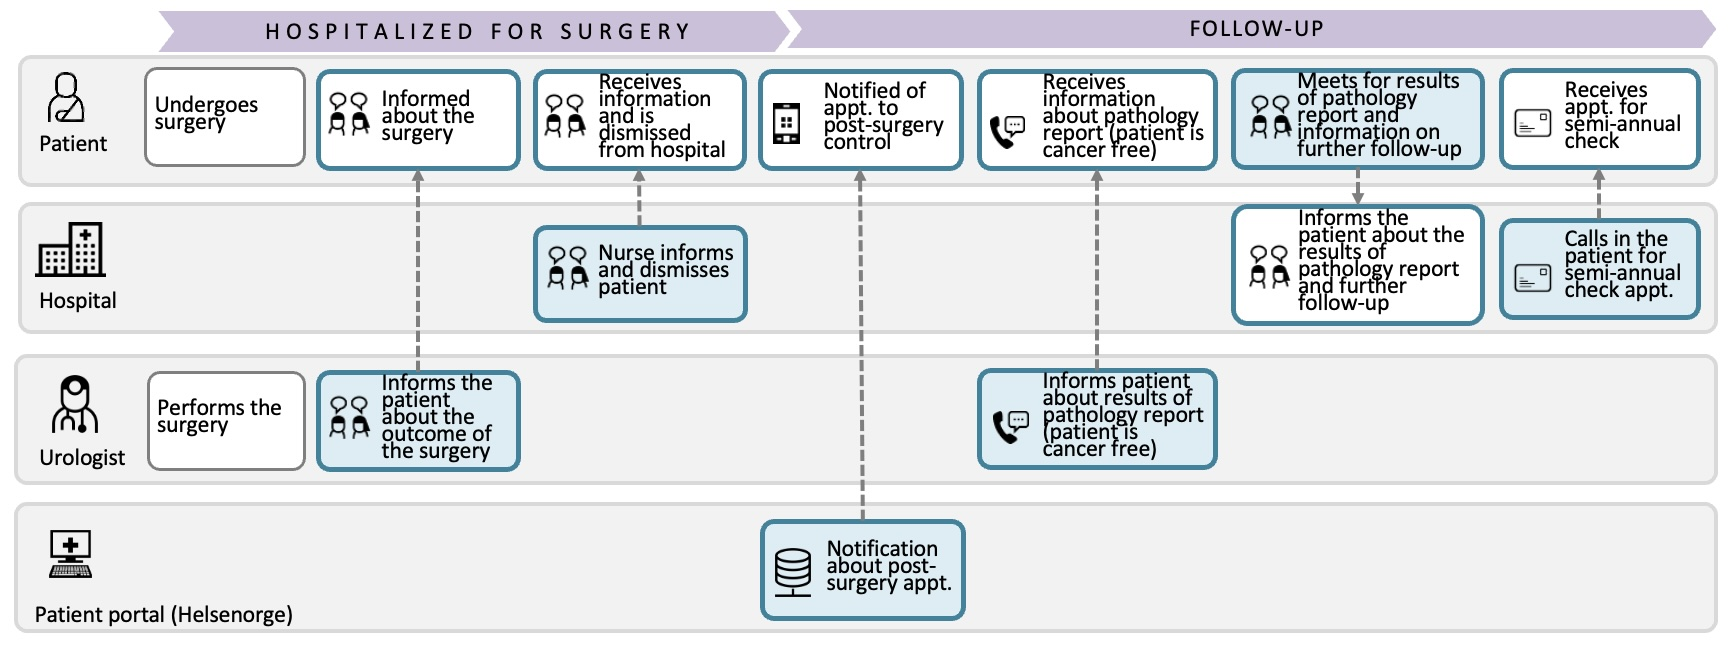 HOSPITALIZED FOR SURGERY
FOLLOW-UP
Patient
Undergoes
surgery
Informed
about the
surgery
Receives
information
and is
dismissed
from hospital
Notified of
appt. to
post-surgery
control
Receives
information
about pathology
report (patient is
cancer free)
Meets for results
of pathology
report and
information on
further follow-up
Receives
appt. for
semi-annual
check
Hospital
Nurse informs
and dismisses
patient
Informs the
patient about the
results of
pathology report
and further
follow-up
Calls in the
patient for
semi-annual
check appt.
Urologist
Performs the
surgery
Informs the
patient
about the
outcome of
the surgery
Informs patient
about results of
pathology report
(patient is
cancer free)
Patient portal (Helsenorge)
Notification
about post-
surgery appt.